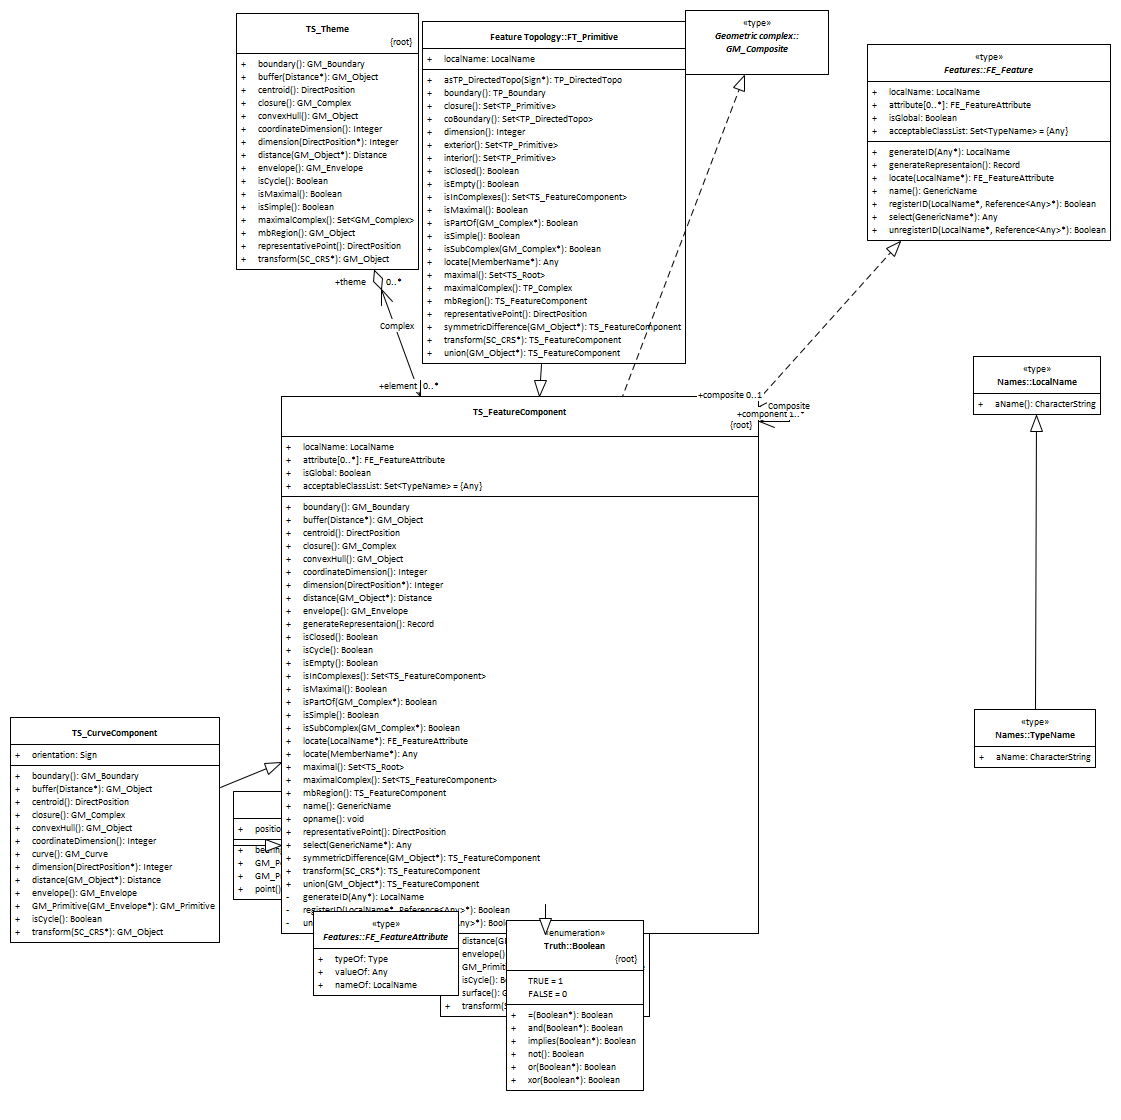 TS_Theme
{root}
+ boundary(): GM_Boundary
+ buffer(Distance*): GM_Object
+ centroid(): DirectPosition
+ closure(): GM_Complex
+ convexHull(): GM_Object
+ coordinateDimension(): Integer
+ dimension(DirectPosition*): Integer
+ distance(GM_Object*): Distance
+ envelope(): GM_Envelope
+ isCycle(): Boolean
+ isMaximal(): Boolean
+ isSimple(): Boolean
+ maximalComplex(): Set<GM_Complex>
+ mbRegion(): GM_Object
+ representativePoint(): DirectPosition
+ transform(SC_CRS*): GM_Object
Feature Topology::FT_Primitive
+ localName: LocalName
+ asTP_DirectedTopo(Sign*): TP_DirectedTopo
+ boundary(): TP_Boundary
+ closure(): Set<TP_Primitive>
+ coBoundary(): Set<TP_DirectedTopo>
+ dimension(): Integer
+ exterior(): Set<TP_Primitive>
+ interior(): Set<TP_Primitive>
+ isClosed(): Boolean
+ isEmpty(): Boolean
+ isInComplexes(): Set<TS_FeatureComponent>
+ isMaximal(): Boolean
+ isPartOf(GM_Complex*): Boolean
+ isSimple(): Boolean
+ isSubComplex(GM_Complex*): Boolean
+ locate(MemberName*): Any
+ maximal(): Set<TS_Root>
+ maximalComplex(): TP_Complex
+ mbRegion(): TS_FeatureComponent
+ representativePoint(): DirectPosition
+ symmetricDifference(GM_Object*): TS_FeatureComponent
+ transform(SC_CRS*): TS_FeatureComponent
+ union(GM_Object*): TS_FeatureComponent
«type»
Geometric complex::
GM_Composite
«type»
Features::FE_Feature
+ localName: LocalName
+ attribute[0..*]: FE_FeatureAttribute
+ isGlobal: Boolean
+ acceptableClassList: Set<TypeName> = {Any}
+ generateID(Any*): LocalName
+ generateRepresentaion(): Record
+ locate(LocalName*): FE_FeatureAttribute
+ name(): GenericName
+ registerID(LocalName*, Reference<Any>*): Boolean
+ select(GenericName*): Any
+ unregisterID(LocalName*, Reference<Any>*): Boolean
+theme 0..*
Complex
+element 0..*
+composite 0..1
Composite
+component 1..*
«type»
Names::LocalName
+ aName(): CharacterString
«type»
Names::TypeName
+ aName: CharacterString
TS_FeatureComponent
{root}
+ localName: LocalName
+ attribute[0..*]: FE_FeatureAttribute
+ isGlobal: Boolean
+ acceptableClassList: Set<TypeName> = {Any}
+ boundary(): GM_Boundary
+ buffer(Distance*): GM_Object
+ centroid(): DirectPosition
+ closure(): GM_Complex
+ convexHull(): GM_Object
+ coordinateDimension(): Integer
+ dimension(DirectPosition*): Integer
+ distance(GM_Object*): Distance
+ envelope(): GM_Envelope
+ generateRepresentaion(): Record
+ isClosed(): Boolean
+ isCycle(): Boolean
+ isEmpty(): Boolean
+ isInComplexes(): Set<TS_FeatureComponent>
+ isMaximal(): Boolean
+ isPartOf(GM_Complex*): Boolean
+ isSimple(): Boolean
+ isSubComplex(GM_Complex*): Boolean
+ locate(LocalName*): FE_FeatureAttribute
+ locate(MemberName*): Any
+ maximal(): Set<TS_Root>
+ maximalComplex(): Set<TS_FeatureComponent>
+ mbRegion(): TS_FeatureComponent
+ name(): GenericName
+ opname(): void
+ representativePoint(): DirectPosition
+ select(GenericName*): Any
+ symmetricDifference(GM_Object*): TS_FeatureComponent
+ transform(SC_CRS*): TS_FeatureComponent
+ union(GM_Object*): TS_FeatureComponent
- generateID(Any*): LocalName
- registerID(LocalName*, Reference<Any>*): Boolean
- un
TS_CurveComponent
+ orientation: Sign
+ boundary(): GM_Boundary
+ buffer(Distance*): GM_Object
+ centroid(): DirectPosition
+ closure(): GM_Complex
+ convexHull(): GM_Object
+ coordinateDimension(): Integer
+ curve(): GM_Curve
+ dimension(DirectPosition*): Integer
+ distance(GM_Object*): Distance
+ envelope(): GM_Envelope
+ GM_Primitive(GM_Envelope*): GM_Primitive
+ isCycle(): Boolean
+ transform(SC_CRS*): GM_Object
+ positio
+ GM_P
+ GM_P
+ point()
«type»
Features::FE_FeatureAttribute
+ typeOf: Type
+ valueOf: Any
+ nameOf: LocalName
distance(G
envelope()
GM_Primit
isCycle(): B
surface(): G
+ transform(S
«enumeration»
Truth::Boolean
{root}
TRUE = 1
FALSE = 0
+ =(Boolean*): Boolean
+ and(Boolean*): Boolean
+ implies(Boolean*): Boolean
+ not(): Boolean
+ or(Boolean*): Boolean
+ xor(Boolean*): Boolean